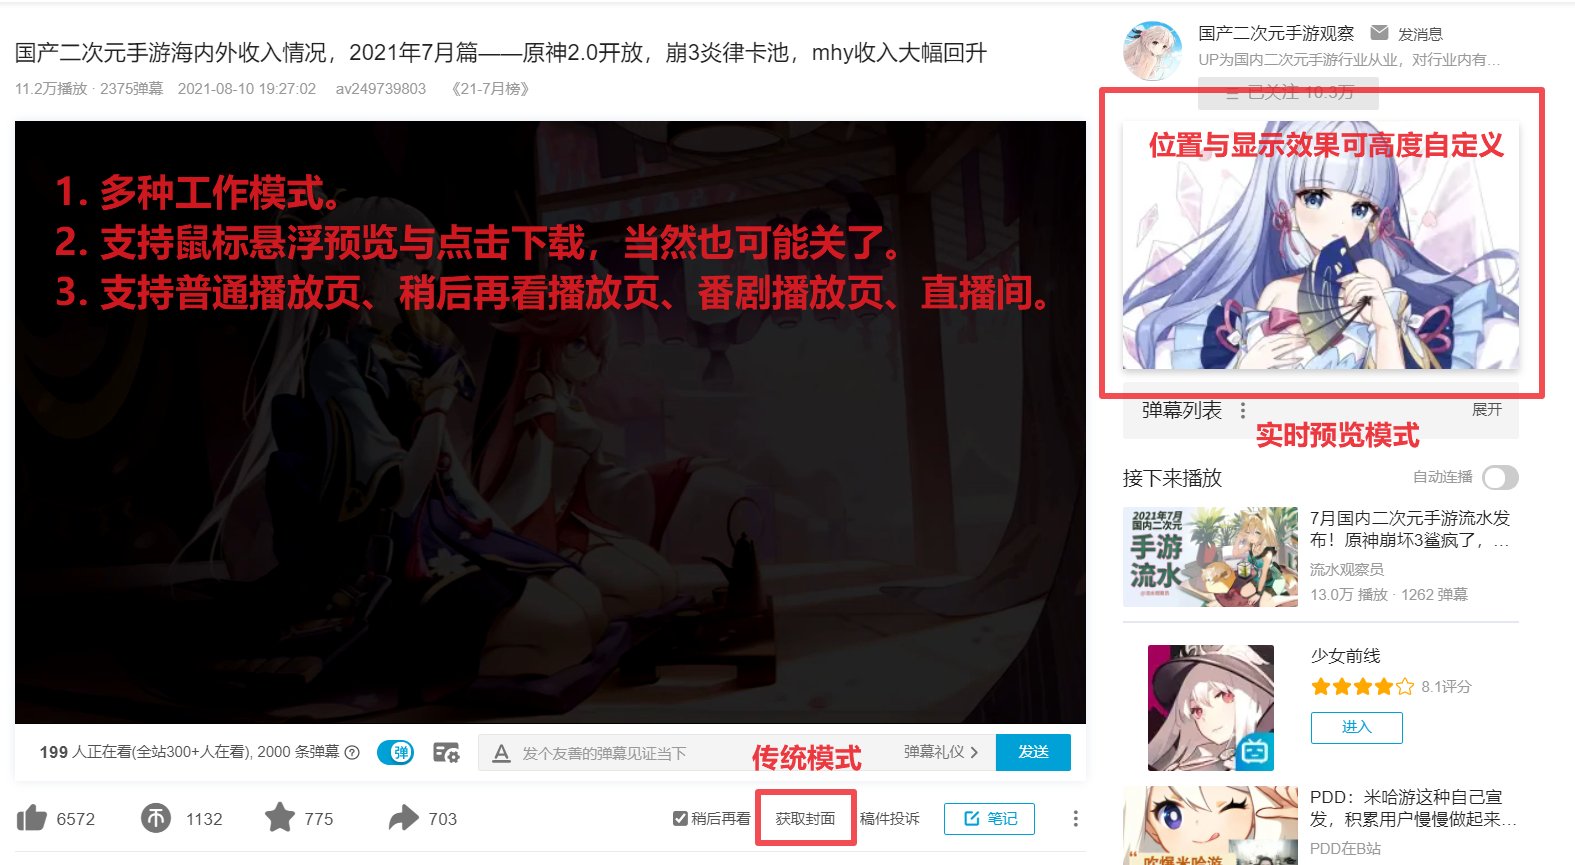 国产二次元手游海内外收入情况，2021年7月篇——原神2.0开放，崩3炎律卡池，mhy收入大幅回升
11.2万播放 · 2375弹幕 2021-08-10 19:27:02 av249739803 《21-7月榜》
1. 多种工作模式。
2. 支持鼠标悬浮预览与点击下载，当然也可能关了。
3. 支持普通播放页、稍后再看播放页、番剧播放页、直播间。
199 人正在看(全站300+人在看), 2000 条弹幕
弹
A 发个友善的弹幕见证当下
弹幕礼仪 >
发送
传统模式
6572 1132 775 703
稍后再看 获取封面 稿件投诉 笔记
国产二次元手游观察 发消息
UP为国内二次元手游行业从业，对行业内有...
已关注 10.3万
位置与显示效果可高度自定义
弹幕列表 展开
实时预览模式
接下来播放 自动连播
2021年7月
国内二次元
手游
流水
7月国内二次元手游流水发
布！原神崩坏3鲨疯了，...
流水观察员
13.0万 播放 · 1262 弹幕
少女前线
8.1评分
进入
PDD：米哈游这种自己宣
发，积累用户慢慢做起来...
PDD在B站
吹爆米哈游